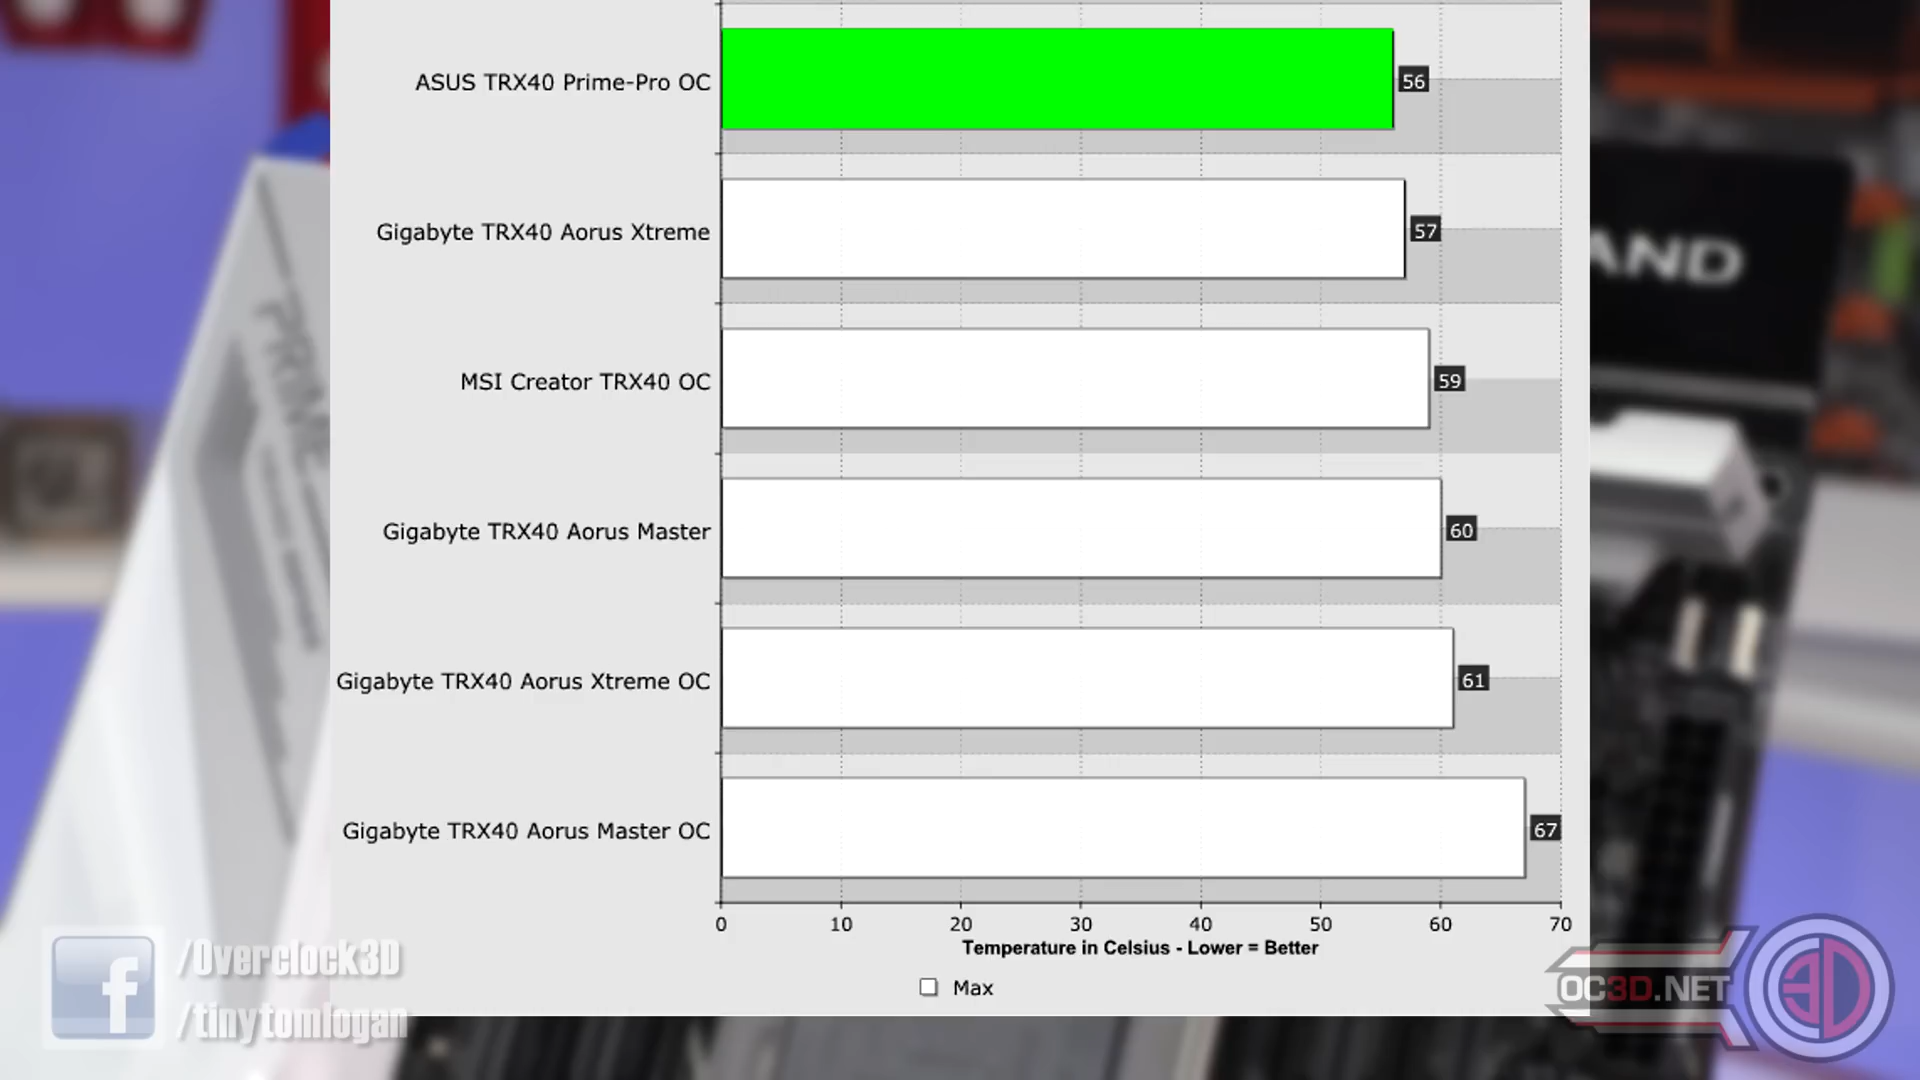 ASUS TRX40 Prime-Pro OC
56
Gigabyte TRX40 Aorus Xtreme
57
MSI Creator TRX40 OC
59
Gigabyte TRX40 Aorus Master
60
Gigabyte TRX40 Aorus Xtreme OC
61
Gigabyte TRX40 Aorus Master OC
67
0 10 20 30 40 50 60 70
Temperature in Celsius - Lower = Better
Max
PRIME
AND
f
/Overclock3D
/tinytomlogan
OC3D.NET
3D